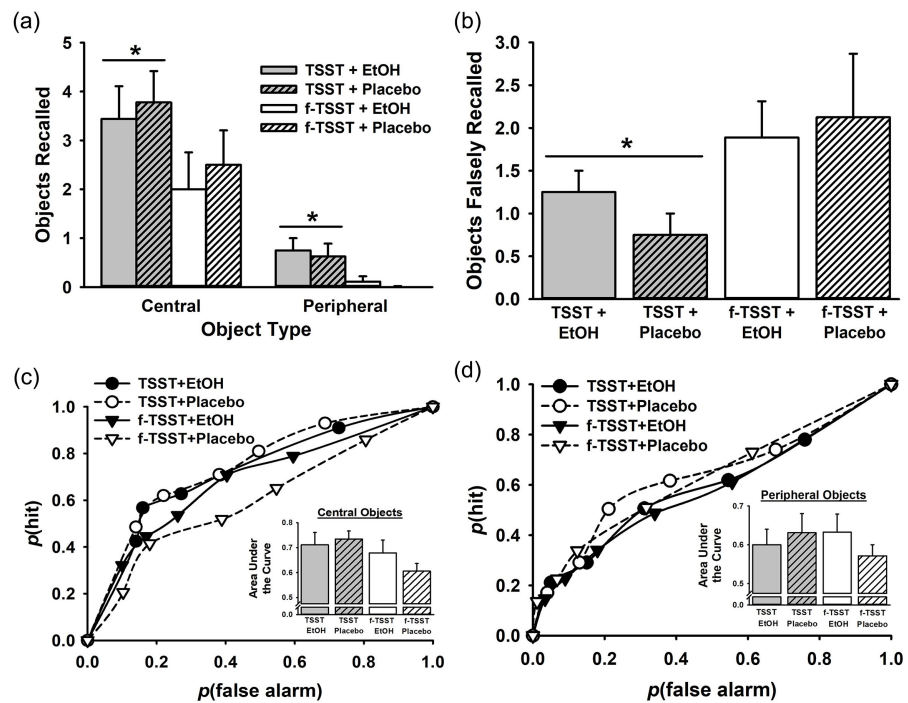 (a)
5
4
3
2
1
0
Objects Recalled
*
*
TSST + EtOH
TSST + Placebo
f-TSST + EtOH
f-TSST + Placebo
Central
Peripheral
Object Type
(b)
3.0
2.5
2.0
1.5
1.0
0.5
0.0
Objects Falsely Recalled
*
TSST +
EtOH
TSST +
Placebo
f-TSST +
EtOH
f-TSST +
Placebo
(c)
TSST+EtOH
TSST+Placebo
f-TSST+EtOH
f-TSST+Placebo
1.0
0.8
0.6
0.4
0.2
0.0
p(hit)
Central Objects
0.8
0.7
0.6
0.0
Area Under
the Curve
TSST
EtOH
TSST
Placebo
f-TSST
EtOH
f-TSST
Placebo
0.0 0.2 0.4 0.6 0.8 1.0
p(false alarm)
(d)
TSST+EtOH
TSST+Placebo
f-TSST+EtOH
f-TSST+Placebo
1.0
0.8
0.6
0.4
0.2
0.0
p(hit)
Peripheral Objects
0.7
0.6
0.5
0.0
Area Under
the Curve
TSST
EtOH
TSST
Placebo
f-TSST
EtOH
f-TSST
Placebo
0.0 0.2 0.4 0.6 0.8 1.0
p(false alarm)